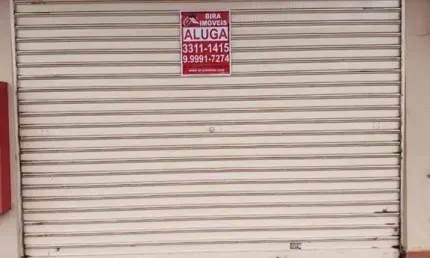 BIRA
IMÓVEIS
ALUGA
3311-1415
9.9991-7274